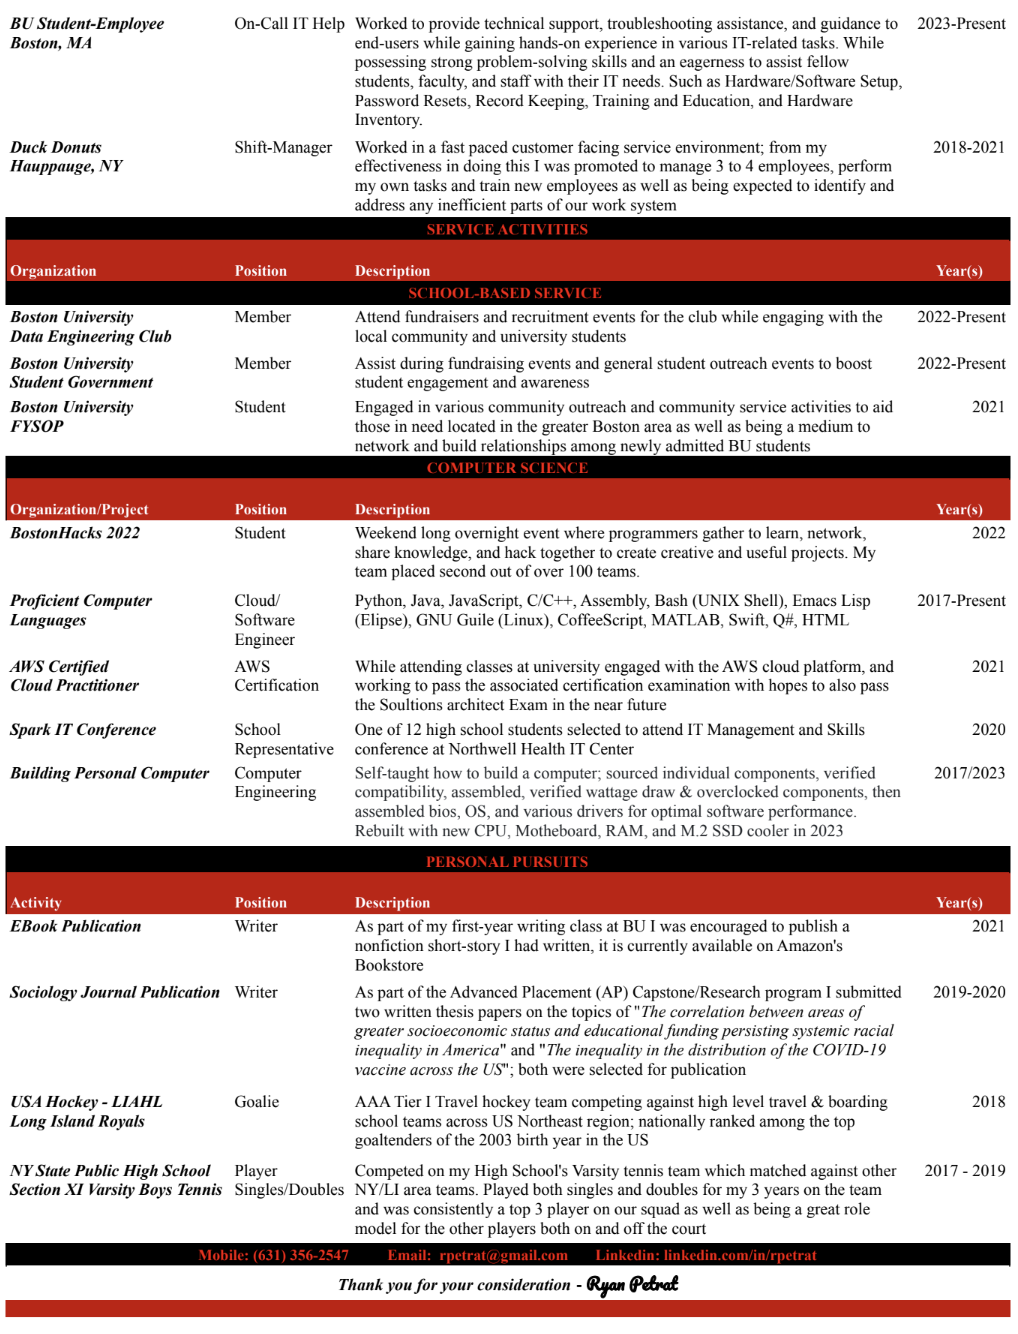 BU Student-Employee On-Call IT Help Worked to provide technical support, troubleshooting assistance, and guidance to 2023-Present
Boston, MA end-users while gaining hands-on experience in various IT-related tasks. While
possessing strong problem-solving skills and an eagerness to assist fellow
students, faculty, and staff with their IT needs. Such as Hardware/Software Setup,
Password Resets, Record Keeping, Training and Education, and Hardware
Inventory.
Duck Donuts Shift-Manager Worked in a fast paced customer facing service environment; from my 2018-2021
Hauppauge, NY effectiveness in doing this I was promoted to manage 3 to 4 employees, perform
my own tasks and train new employees as well as being expected to identify and
address any inefficient parts of our work system
SERVICE ACTIVITIES
Organization Position Description Year(s)
SCHOOL-BASED SERVICE
Boston University Member Attend fundraisers and recruitment events for the club while engaging with the 2022-Present
Data Engineering Club local community and university students
Boston University Member Assist during fundraising events and general student outreach events to boost 2022-Present
Student Government student engagement and awareness
Boston University Student Engaged in various community outreach and community service activities to aid 2021
FYSOP those in need located in the greater Boston area as well as being a medium to
network and build relationships among newly admitted BU students
COMPUTER SCIENCE
Organization/Project Position Description Year(s)
BostonHacks 2022 Student Weekend long overnight event where programmers gather to learn, network, 2022
share knowledge, and hack together to create creative and useful projects. My
team placed second out of over 100 teams.
Proficient Computer Cloud/ Python, Java, JavaScript, C/C++, Assembly, Bash (UNIX Shell), Emacs Lisp 2017-Present
Languages Software (Elipse), GNU Guile (Linux), CoffeeScript, MATLAB, Swift, Q#, HTML
Engineer
AWS Certified AWS While attending classes at university engaged with the AWS cloud platform, and 2021
Cloud Practitioner Certification working to pass the associated certification examination with hopes to also pass
the Soultions architect Exam in the near future
Spark IT Conference School One of 12 high school students selected to attend IT Management and Skills 2020
Representative conference at Northwell Health IT Center
Building Personal Computer Computer Self-taught how to build a computer; sourced individual components, verified 2017/2023
Engineering compatibility, assembled, verified wattage draw & overclocked components, then
assembled bios, OS, and various drivers for optimal software performance.
Rebuilt with new CPU, Motheboard, RAM, and M.2 SSD cooler in 2023
PERSONAL PURSUITS
Activity Position Description Year(s)
EBook Publication Writer As part of my first-year writing class at BU I was encouraged to publish a 2021
nonfiction short-story I had written, it is currently available on Amazon's
Bookstore
Sociology Journal Publication Writer As part of the Advanced Placement (AP) Capstone/Research program I submitted 2019-2020
two written thesis papers on the topics of "The correlation between areas of
greater socioeconomic status and educational funding persisting systemic racial
inequality in America" and "The inequality in the distribution of the COVID-19
vaccine across the US"; both were selected for publication
USA Hockey - LIAHL Goalie AAA Tier I Travel hockey team competing against high level travel & boarding 2018
Long Island Royals school teams across US Northeast region; nationally ranked among the top
goaltenders of the 2003 birth year in the US
NY State Public High School Player Competed on my High School's Varsity tennis team which matched against other 2017 - 2019
Section XI Varsity Boys Tennis Singles/Doubles NY/LI area teams. Played both singles and doubles for my 3 years on the team
and was consistently a top 3 player on our squad as well as being a great role
model for the other players both on and off the court
Mobile: (631) 356-2547 Email: rpetrat@gmail.com Linkedin: linkedin.com/in/rpetrat
Thank you for your consideration - Ryan Petrat